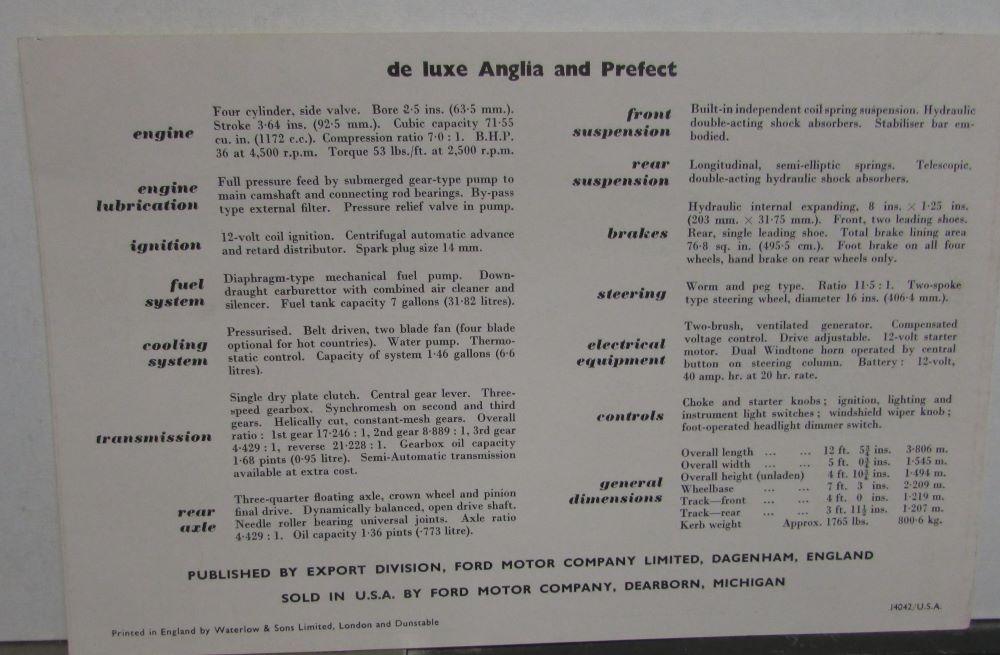 de luxe Anglia and Prefect
engine
Four cylinder, side valve. Bore 2·5 ins. (63·5 mm.).
Stroke 3·64 ins. (92·5 mm.). Cubic capacity 71·55
cu. in. (1172 c.c.). Compression ratio 7·0 : 1. B.H.P.
36 at 4,500 r.p.m. Torque 53 lbs./ft. at 2,500 r.p.m.
engine
lubrication
Full pressure feed by submerged gear-type pump to
main camshaft and connecting rod bearings. By-pass
type external filter. Pressure relief valve in pump.
ignition
12-volt coil ignition. Centrifugal automatic advance
and retard distributor. Spark plug size 14 mm.
fuel
system
Diaphragm-type mechanical fuel pump. Down-
draught carburettor with combined air cleaner and
silencer. Fuel tank capacity 7 gallons (31·82 litres).
cooling
system
Pressurised. Belt driven, two blade fan (four blade
optional for hot countries). Water pump. Thermo-
static control. Capacity of system 1·46 gallons (6·6
litres).
transmission
Single dry plate clutch. Central gear lever. Three-
speed gearbox. Synchromesh on second and third
gears. Helically cut, constant-mesh gears. Overall
ratio : 1st gear 17·246 : 1, 2nd gear 8·889 : 1, 3rd gear
4·429 : 1, reverse 21·228 : 1. Gearbox oil capacity
1·68 pints (0·95 litre). Semi-Automatic transmission
available at extra cost.
rear
axle
Three-quarter floating axle, crown wheel and pinion
final drive. Dynamically balanced, open drive shaft.
Needle roller bearing universal joints. Axle ratio
4·429 : 1. Oil capacity 1·36 pints (·773 litre).
front
suspension
Built-in independent coil spring suspension. Hydraulic
double-acting shock absorbers. Stabiliser bar em-
bodied.
rear
suspension
Longitudinal, semi-elliptic springs. Telescopic,
double-acting hydraulic shock absorbers.
brakes
Hydraulic internal expanding, 8 ins. × 1·25 ins.
(203 mm. × 31·75 mm.). Front, two leading shoes.
Rear, single leading shoe. Total brake lining area
76·8 sq. in. (495·5 cm.). Foot brake on all four
wheels, hand brake on rear wheels only.
steering
Worm and peg type. Ratio 11·5 : 1. Two-spoke
type steering wheel, diameter 16 ins. (406·4 mm.).
electrical
equipment
Two-brush, ventilated generator. Compensated
voltage control. Drive adjustable. 12-volt starter
motor. Dual Windtone horn operated by central
button on steering column. Battery : 12-volt,
40 amp. hr. at 20 hr. rate.
controls
Choke and starter knobs ; ignition, lighting and
instrument light switches ; windshield wiper knob ;
foot-operated headlight dimmer switch.
general
dimensions
Overall length ... ... 12 ft. 5¾ ins. 3·806 m.
Overall width ... ... 5 ft. 0¾ ins. 1·545 m.
Overall height (unladen) 4 ft. 10¾ ins. 1·494 m.
Wheelbase ... ... 7 ft. 3 ins. 2·209 m.
Track—front ... ... 4 ft. 0 ins. 1·219 m.
Track—rear ... ... 3 ft. 11½ ins. 1·207 m.
Kerb weight Approx. 1765 lbs. 800·6 kg.
PUBLISHED BY EXPORT DIVISION, FORD MOTOR COMPANY LIMITED, DAGENHAM, ENGLAND
SOLD IN U.S.A. BY FORD MOTOR COMPANY, DEARBORN, MICHIGAN
J4042/U.S.A.
Printed in England by Waterlow & Sons Limited, London and Dunstable